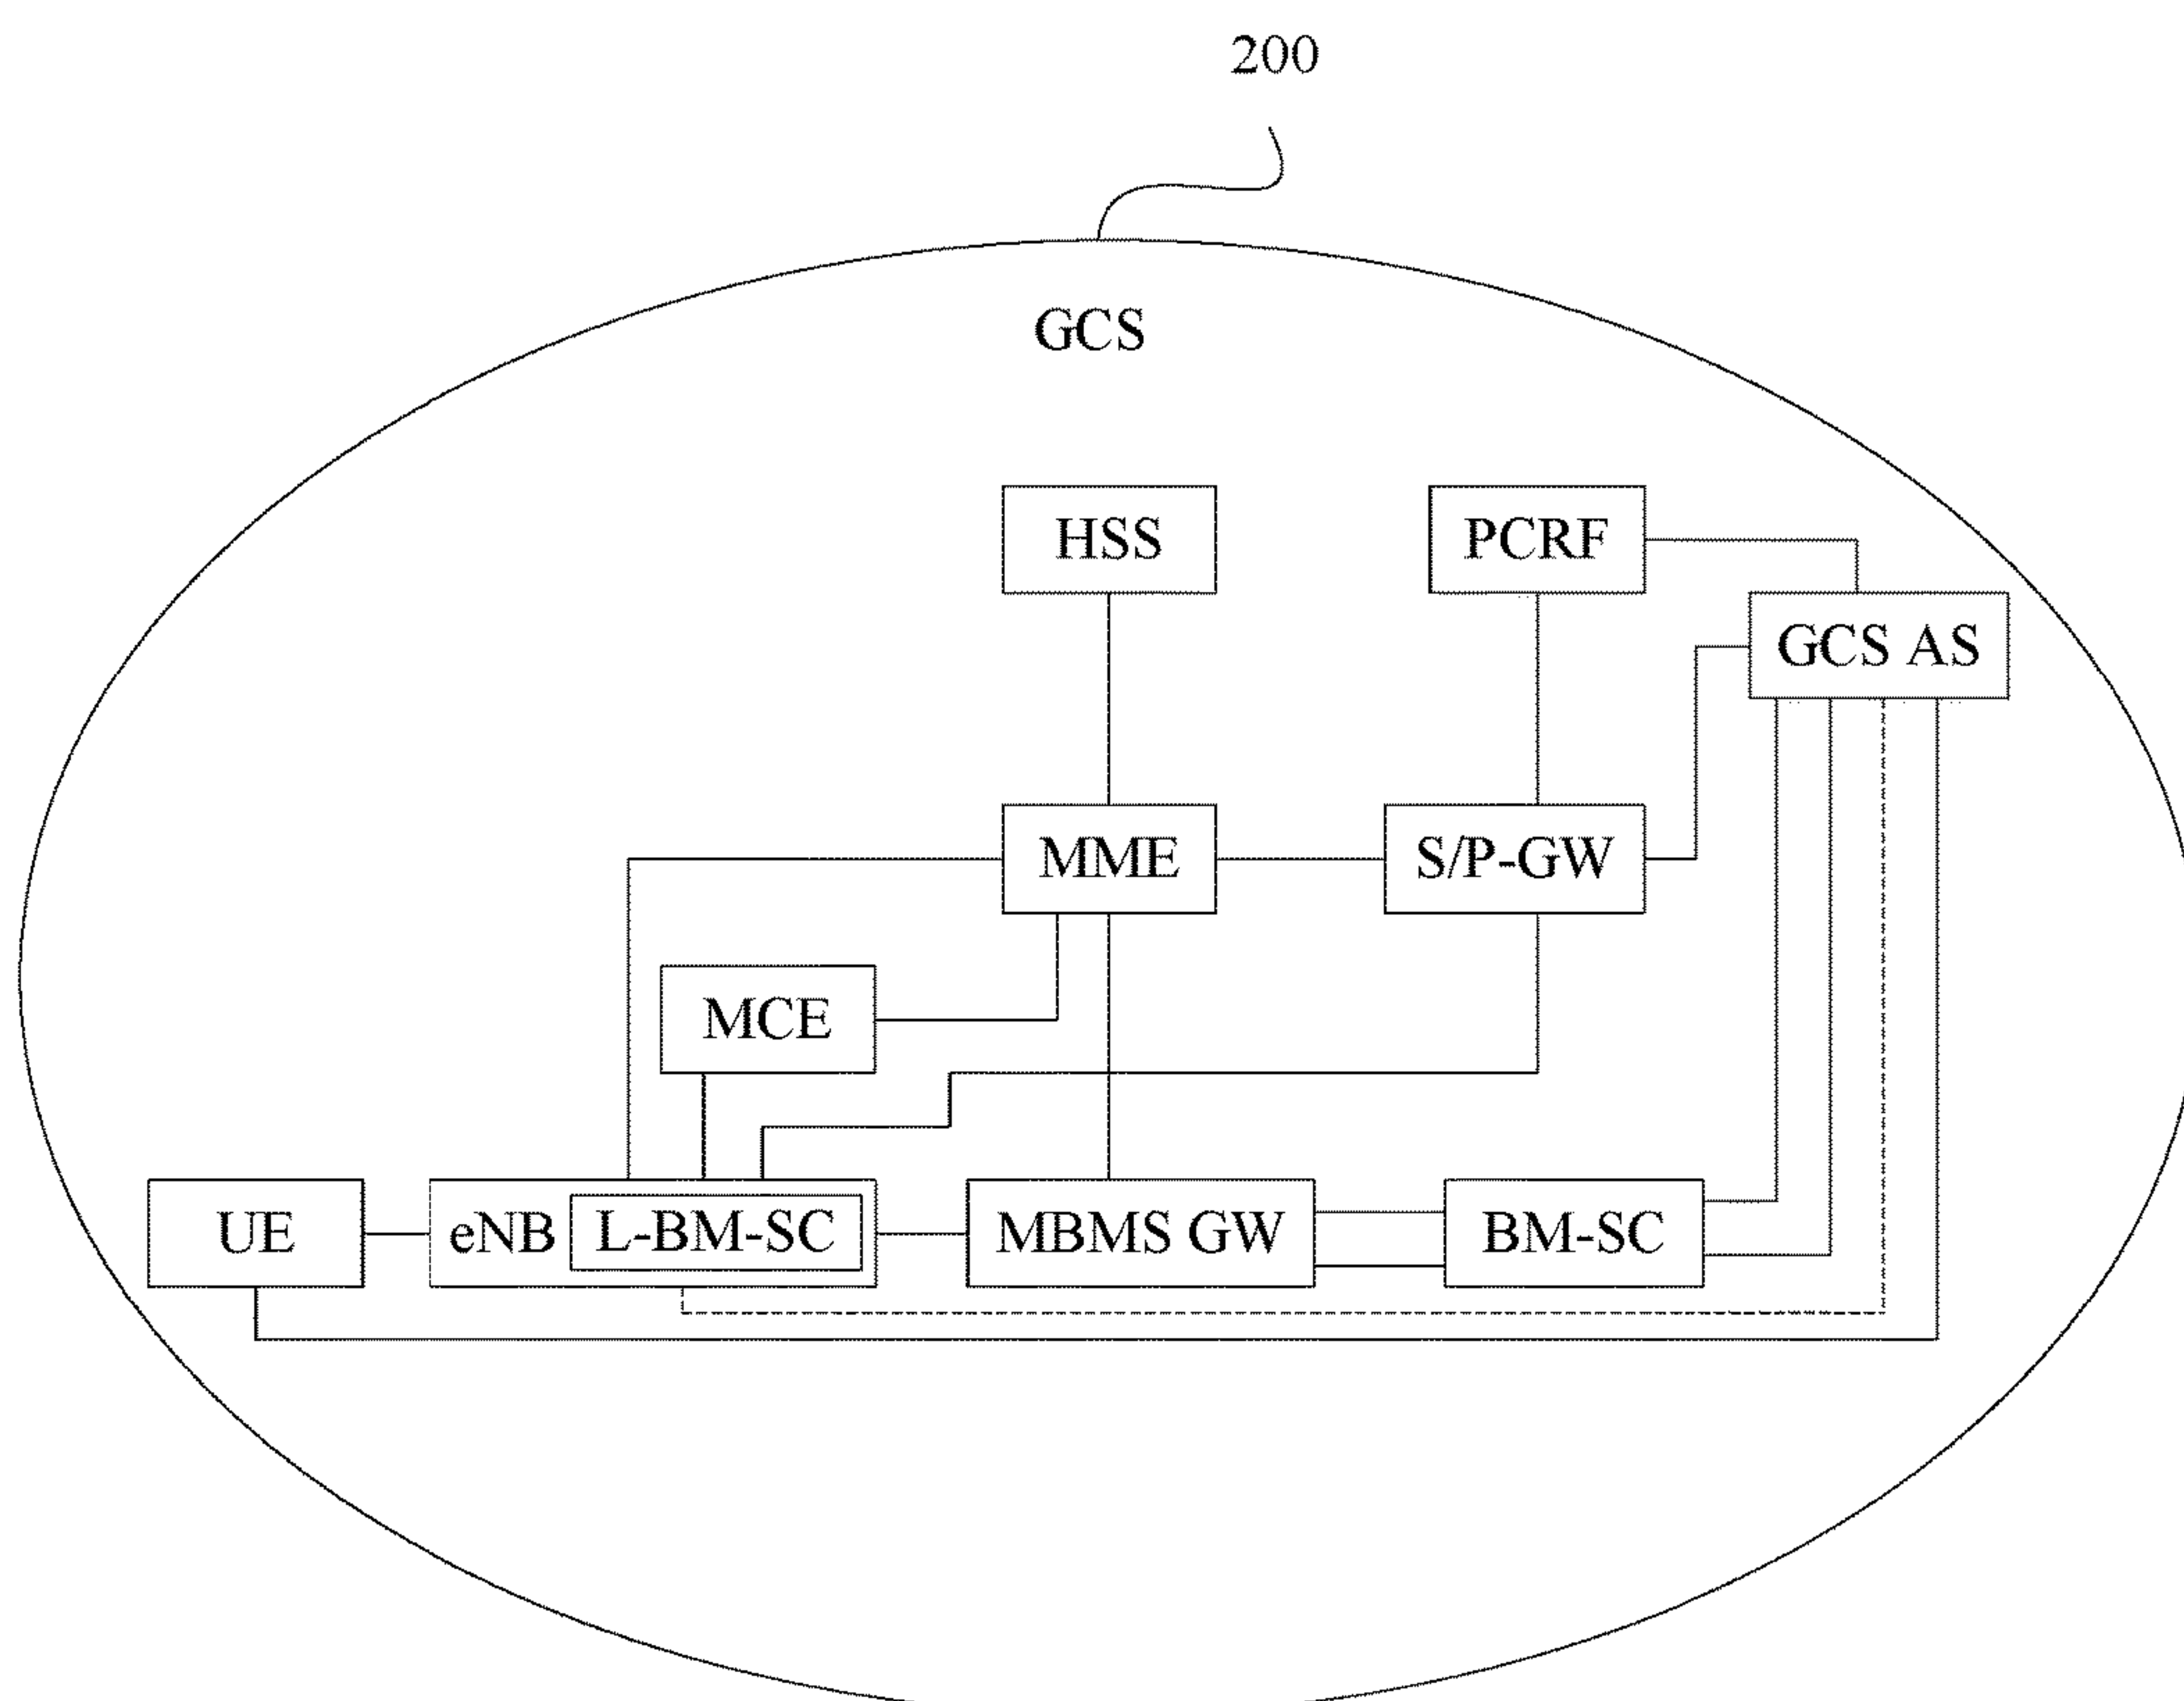 200
GCS
HSS
PCRF
GCS AS
MME
S/P-GW
MCE
UE
eNB
L-BM-SC
MBMS GW
BM-SC